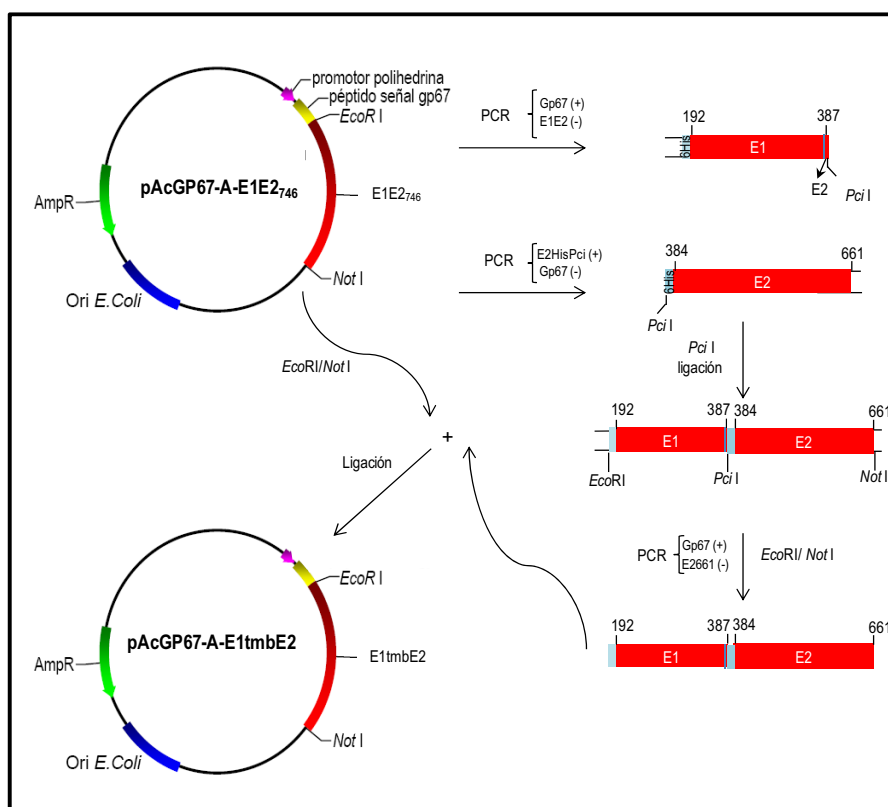 promotor polihedrina
péptido señal gp67
EcoR I
pAcGP67-A-E1E2746
E1E2746
AmpR
Not I
Ori E.Coli
PCR
Gp67 (+)
E1E2 (-)
192
387
6His
E1
E2
Pci I
PCR
E2HisPci (+)
Gp67 (-)
384
661
6His
E2
Pci I
Pci I
ligación
EcoRI/Not I
192
387
384
661
E1
E2
EcoRI
Pci I
Not I
+
Ligación
PCR
Gp67 (+)
E2661 (-)
EcoRI/ Not I
EcoR I
pAcGP67-A-E1tmbE2
E1tmbE2
AmpR
Not I
Ori E.Coli
192
387
384
661
E1
E2